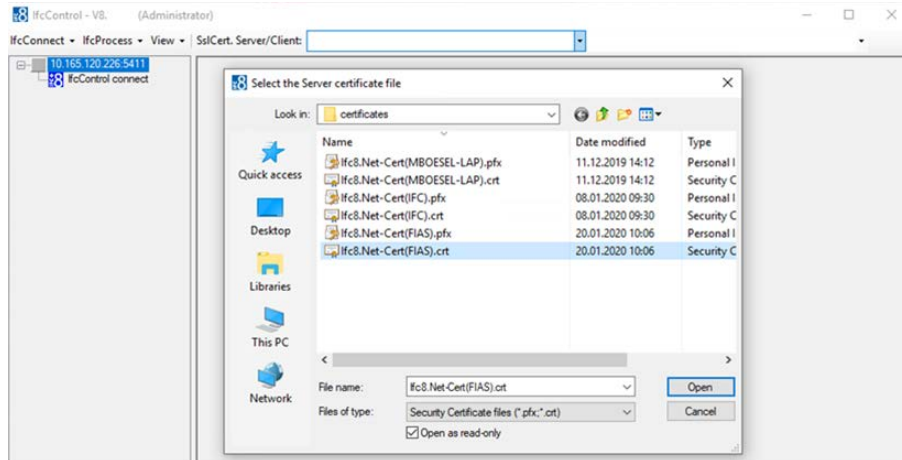 IfcControl - V8. (Administrator)
IfcConnect IfcProcess View SslCert. Server/Client:
10.165.120.226:5411
IfcControl connect
Select the Server certificate file
Look in: certificates
Name Date modified Type
Ifc8.Net-Cert(MBOESEL-LAP).pfx 11.12.2019 14:12 Personal I
Ifc8.Net-Cert(MBOESEL-LAP).crt 11.12.2019 14:12 Security C
Ifc8.Net-Cert(IFC).pfx 08.01.2020 09:30 Personal I
Ifc8.Net-Cert(IFC).crt 08.01.2020 09:30 Security C
Ifc8.Net-Cert(FIAS).pfx 20.01.2020 10:06 Personal I
Ifc8.Net-Cert(FIAS).crt 20.01.2020 10:06 Security C
Quick access
Desktop
Libraries
This PC
Network
File name: Ifc8.Net-Cert(FIAS).crt Open
Files of type: Security Certificate files (*.pfx;*.crt) Cancel
Open as read-only